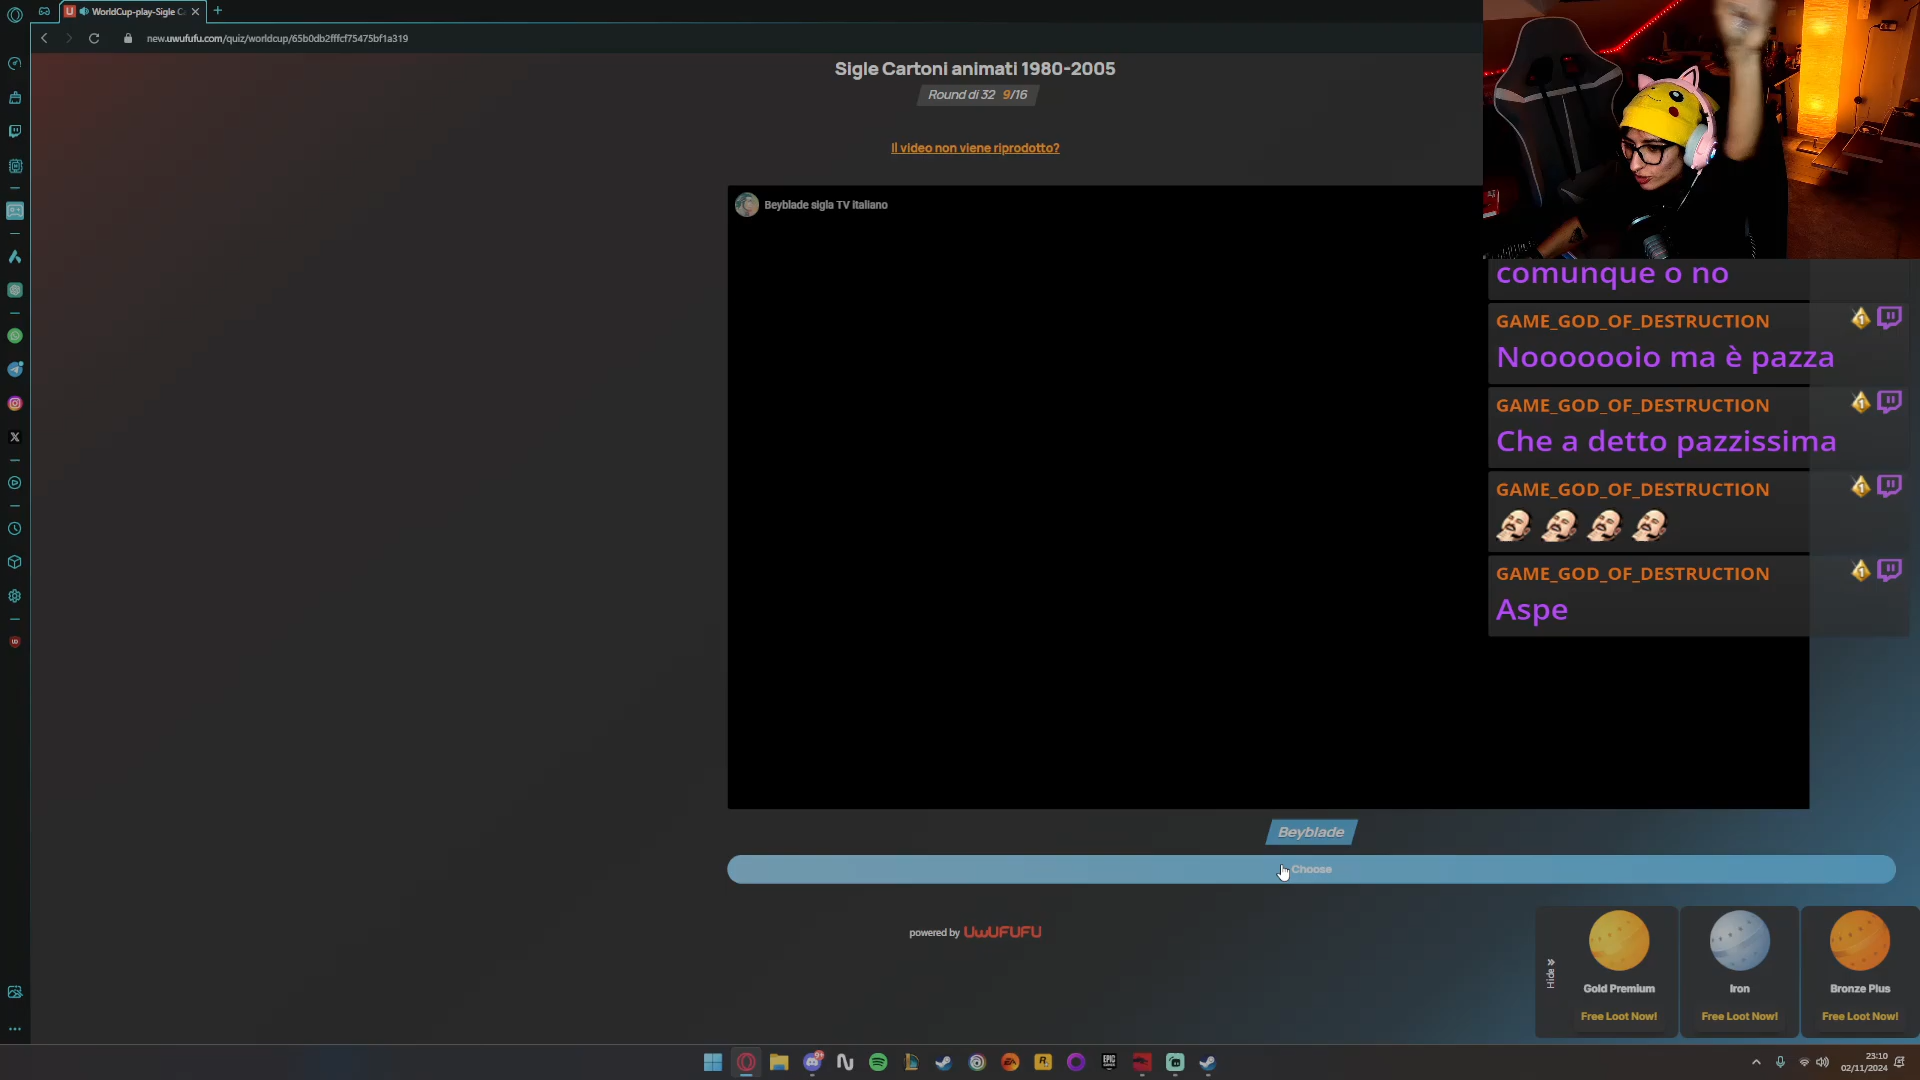 WorldCup-play-Sigle C
new.uwufufu.com/quiz/worldcup/65b0db2fffcf75475bf1a319
Sigle Cartoni animati 1980-2005
Round di 32 9/16
Il video non viene riprodotto?
Beyblade sigla TV italiano
comunque o no
GAME_GOD_OF_DESTRUCTION
Nooooooio ma è pazza
GAME_GOD_OF_DESTRUCTION
Che a detto pazzissima
GAME_GOD_OF_DESTRUCTION
GAME_GOD_OF_DESTRUCTION
Aspe
Beyblade
Choose
powered by UwUFUFU
Hide
Gold Premium
Free Loot Now!
Iron
Free Loot Now!
Bronze Plus
Free Loot Now!
23:10
02/11/2024